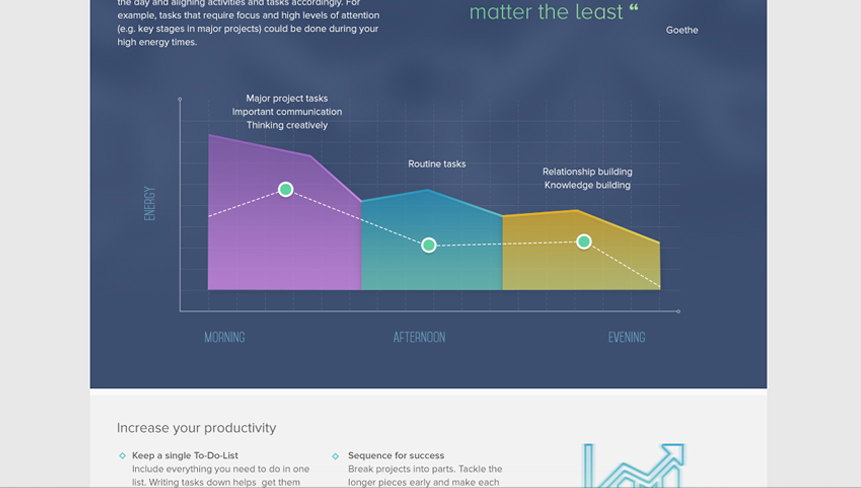 the day and aligning activities and tasks accordingly. For
example, tasks that require focus and high levels of attention
(e.g. key stages in major projects) could be done during your
high energy times.
matter the least “
Goethe
Major project tasks
Important communication
Thinking creatively
Routine tasks
Relationship building
Knowledge building
ENERGY
MORNING
AFTERNOON
EVENING
Increase your productivity
Keep a single To-Do-List
Include everything you need to do in one
list. Writing tasks down helps get them
Sequence for success
Break projects into parts. Tackle the
longer pieces early and make each